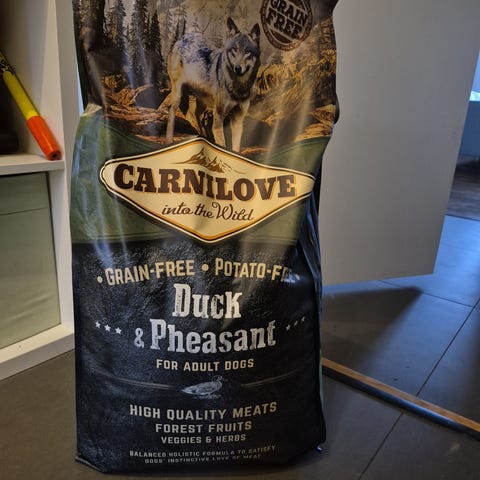 GRAIN
FREE
CARNILOVE
into the Wild
• GRAIN-FREE • POTATO-F
Duck
& Pheasant
FOR ADULT DOGS
HIGH QUALITY MEATS
FOREST FRUITS
VEGGIES & HERBS
BALANCED HOLISTIC FORMULA TO SATISFY
DOGS' INSTINCTIVE LOVE OF MEAT